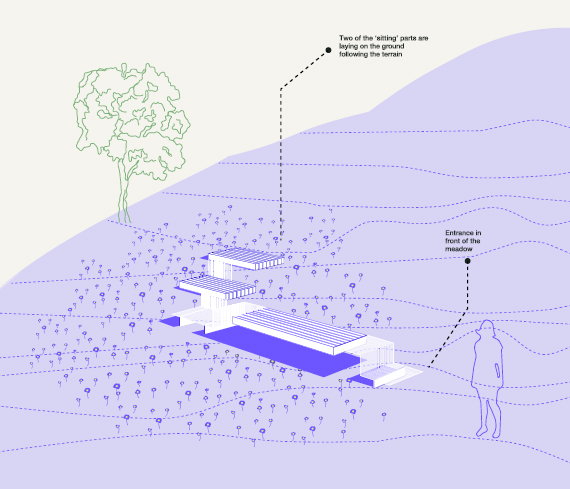 Two of the 'sitting' parts are
laying on the ground
following the terrain
Entrance in
front of the
meadow